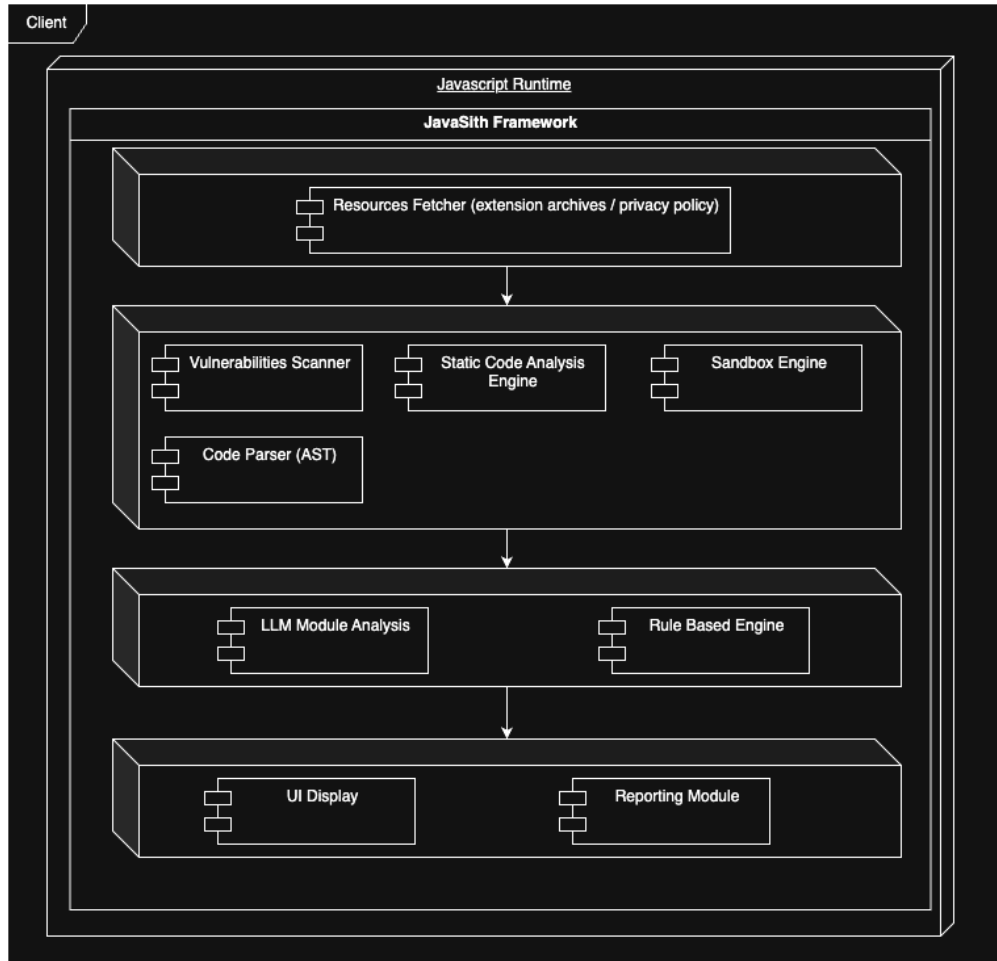 Client
Javascript Runtime
JavaSith Framework
Resources Fetcher (extension archives / privacy policy)
Vulnerabilities Scanner
Static Code Analysis
Engine
Sandbox Engine
Code Parser (AST)
LLM Module Analysis
Rule Based Engine
UI Display
Reporting Module